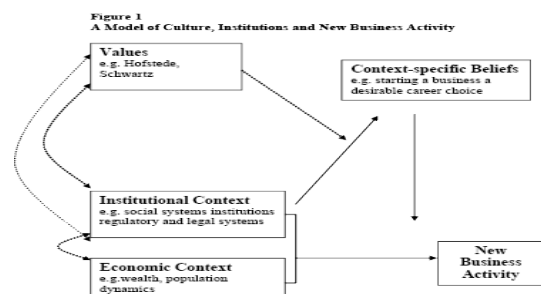 Figure 1
A Model of Culture, Institutions and New Business Activity
Values
e.g. Hofstede,
Schwartz
Context-specific Beliefs
e.g. starting a business a
desirable career choice
Institutional Context
e.g. social systems institutions
regulatory and legal systems
Economic Context
e.g.wealth, population
dynamics
New
Business
Activity